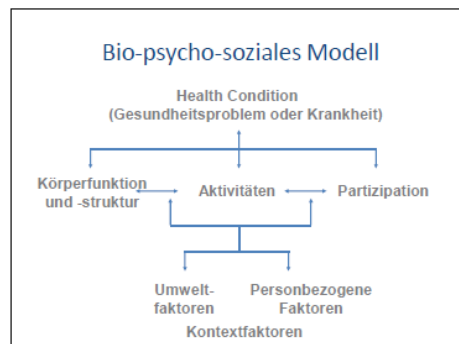 Bio-psycho-soziales Modell
Health Condition
(Gesundheitsproblem oder Krankheit)
Körperfunktion
und -struktur
Aktivitäten
Partizipation
Umwelt-
faktoren
Personbezogene
Faktoren
Kontextfaktoren